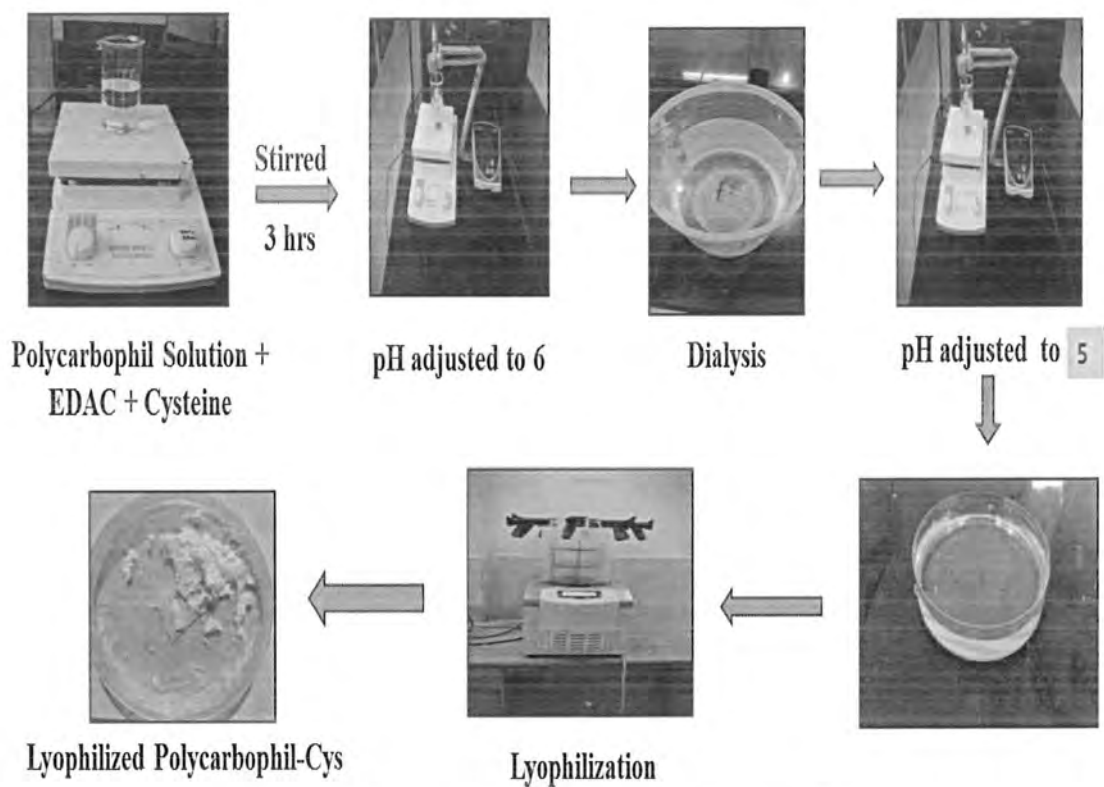 Stirred
3 hrs
Polycarbophil Solution +
EDAC + Cysteine
pH adjusted to 6
Dialysis
pH adjusted to 5
Lyophilized Polycarbophil-Cys
Lyophilization